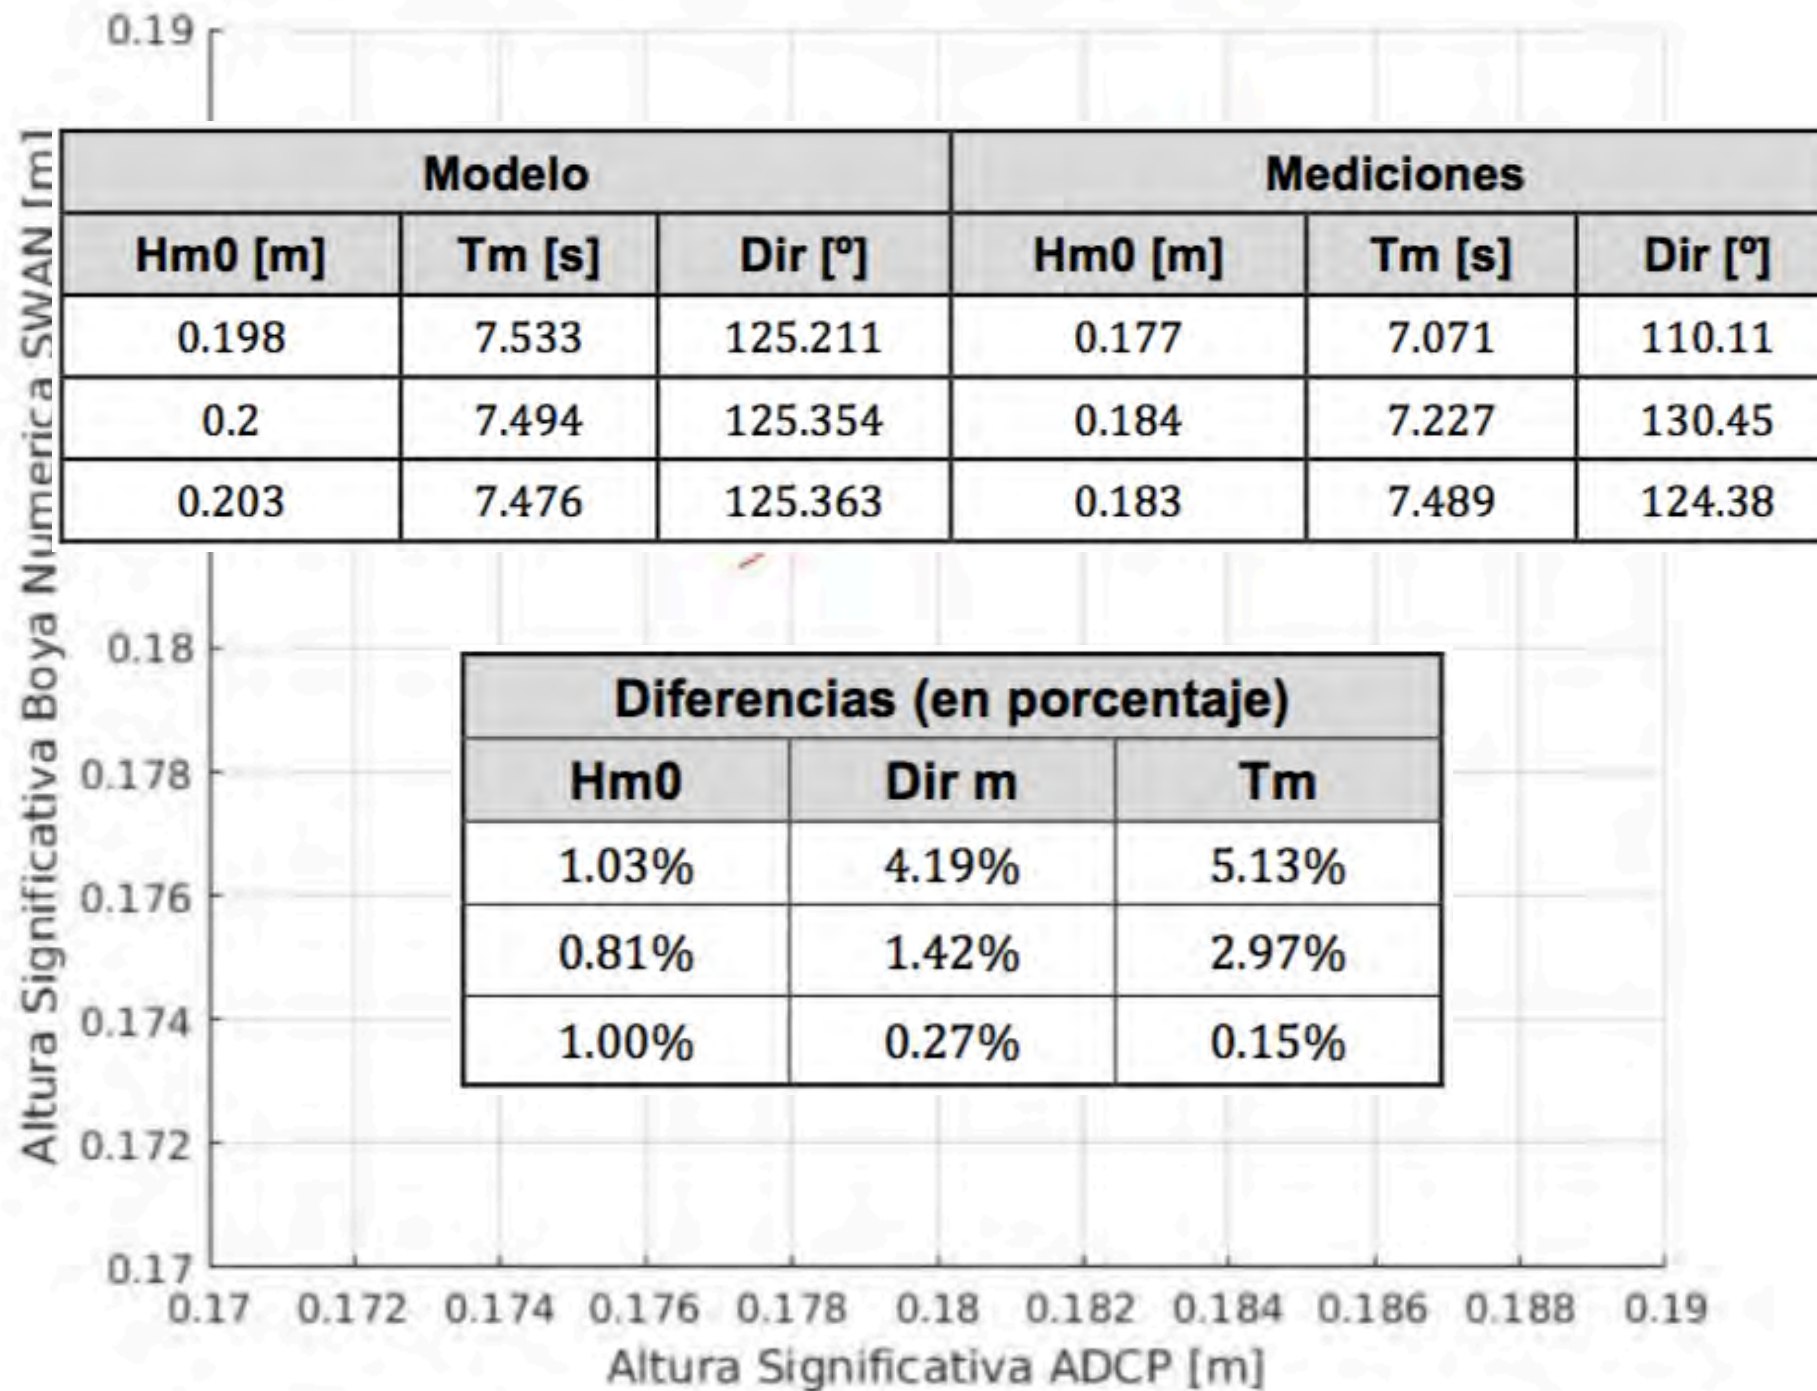 0.19
Modelo Mediciones
Hm0 [m] Tm [s] Dir [º] Hm0 [m] Tm [s] Dir [º]
0.198 7.533 125.211 0.177 7.071 110.11
0.2 7.494 125.354 0.184 7.227 130.45
0.203 7.476 125.363 0.183 7.489 124.38
Altura Significativa Boya Numerica SWAN [m]
0.18
0.178
0.176
0.174
0.172
0.17
Diferencias (en porcentaje)
Hm0 Dir m Tm
1.03% 4.19% 5.13%
0.81% 1.42% 2.97%
1.00% 0.27% 0.15%
0.17 0.172 0.174 0.176 0.178 0.18 0.182 0.184 0.186 0.188 0.19
Altura Significativa ADCP [m]